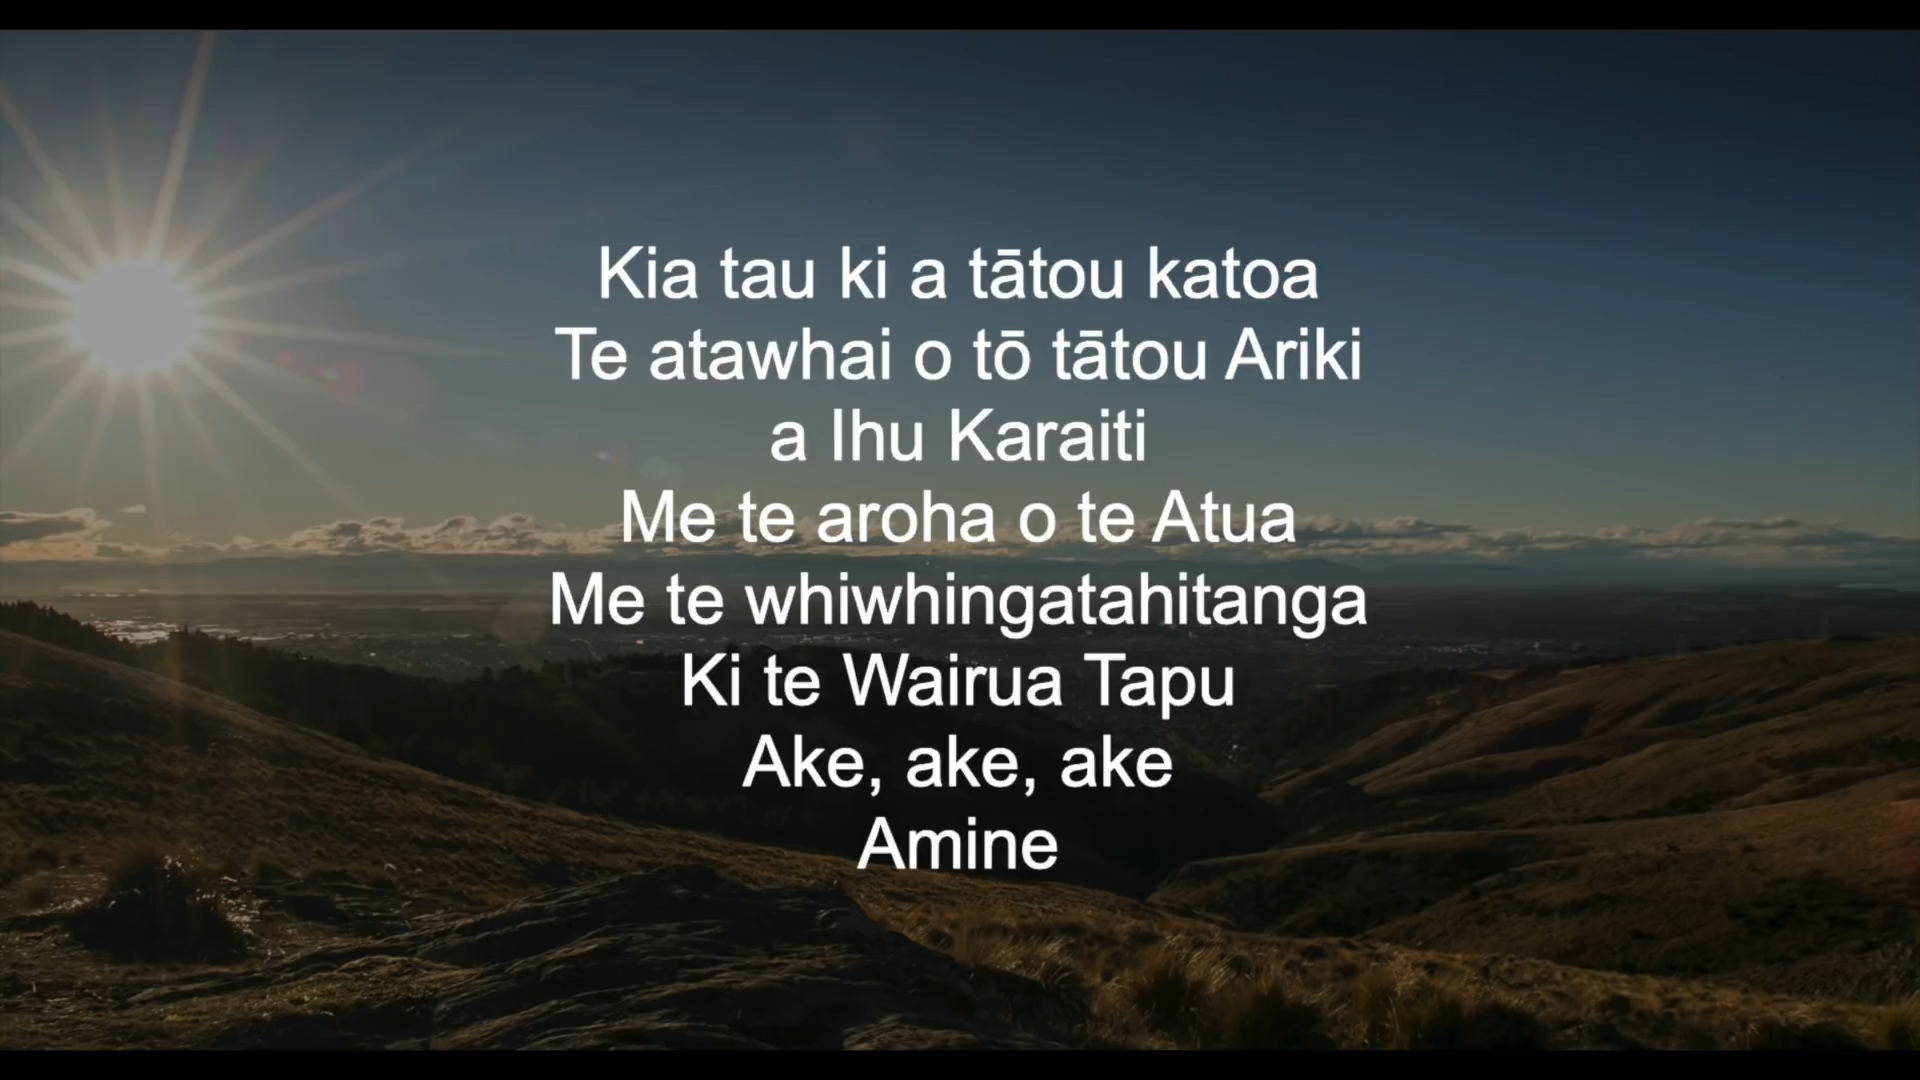 Kia tau ki a tātou katoa
Te atawhai o tō tātou Ariki
a Ihu Karaiti
Me te aroha o te Atua
Me te whiwhingatahitanga
Ki te Wairua Tapu
Ake, ake, ake
Amine